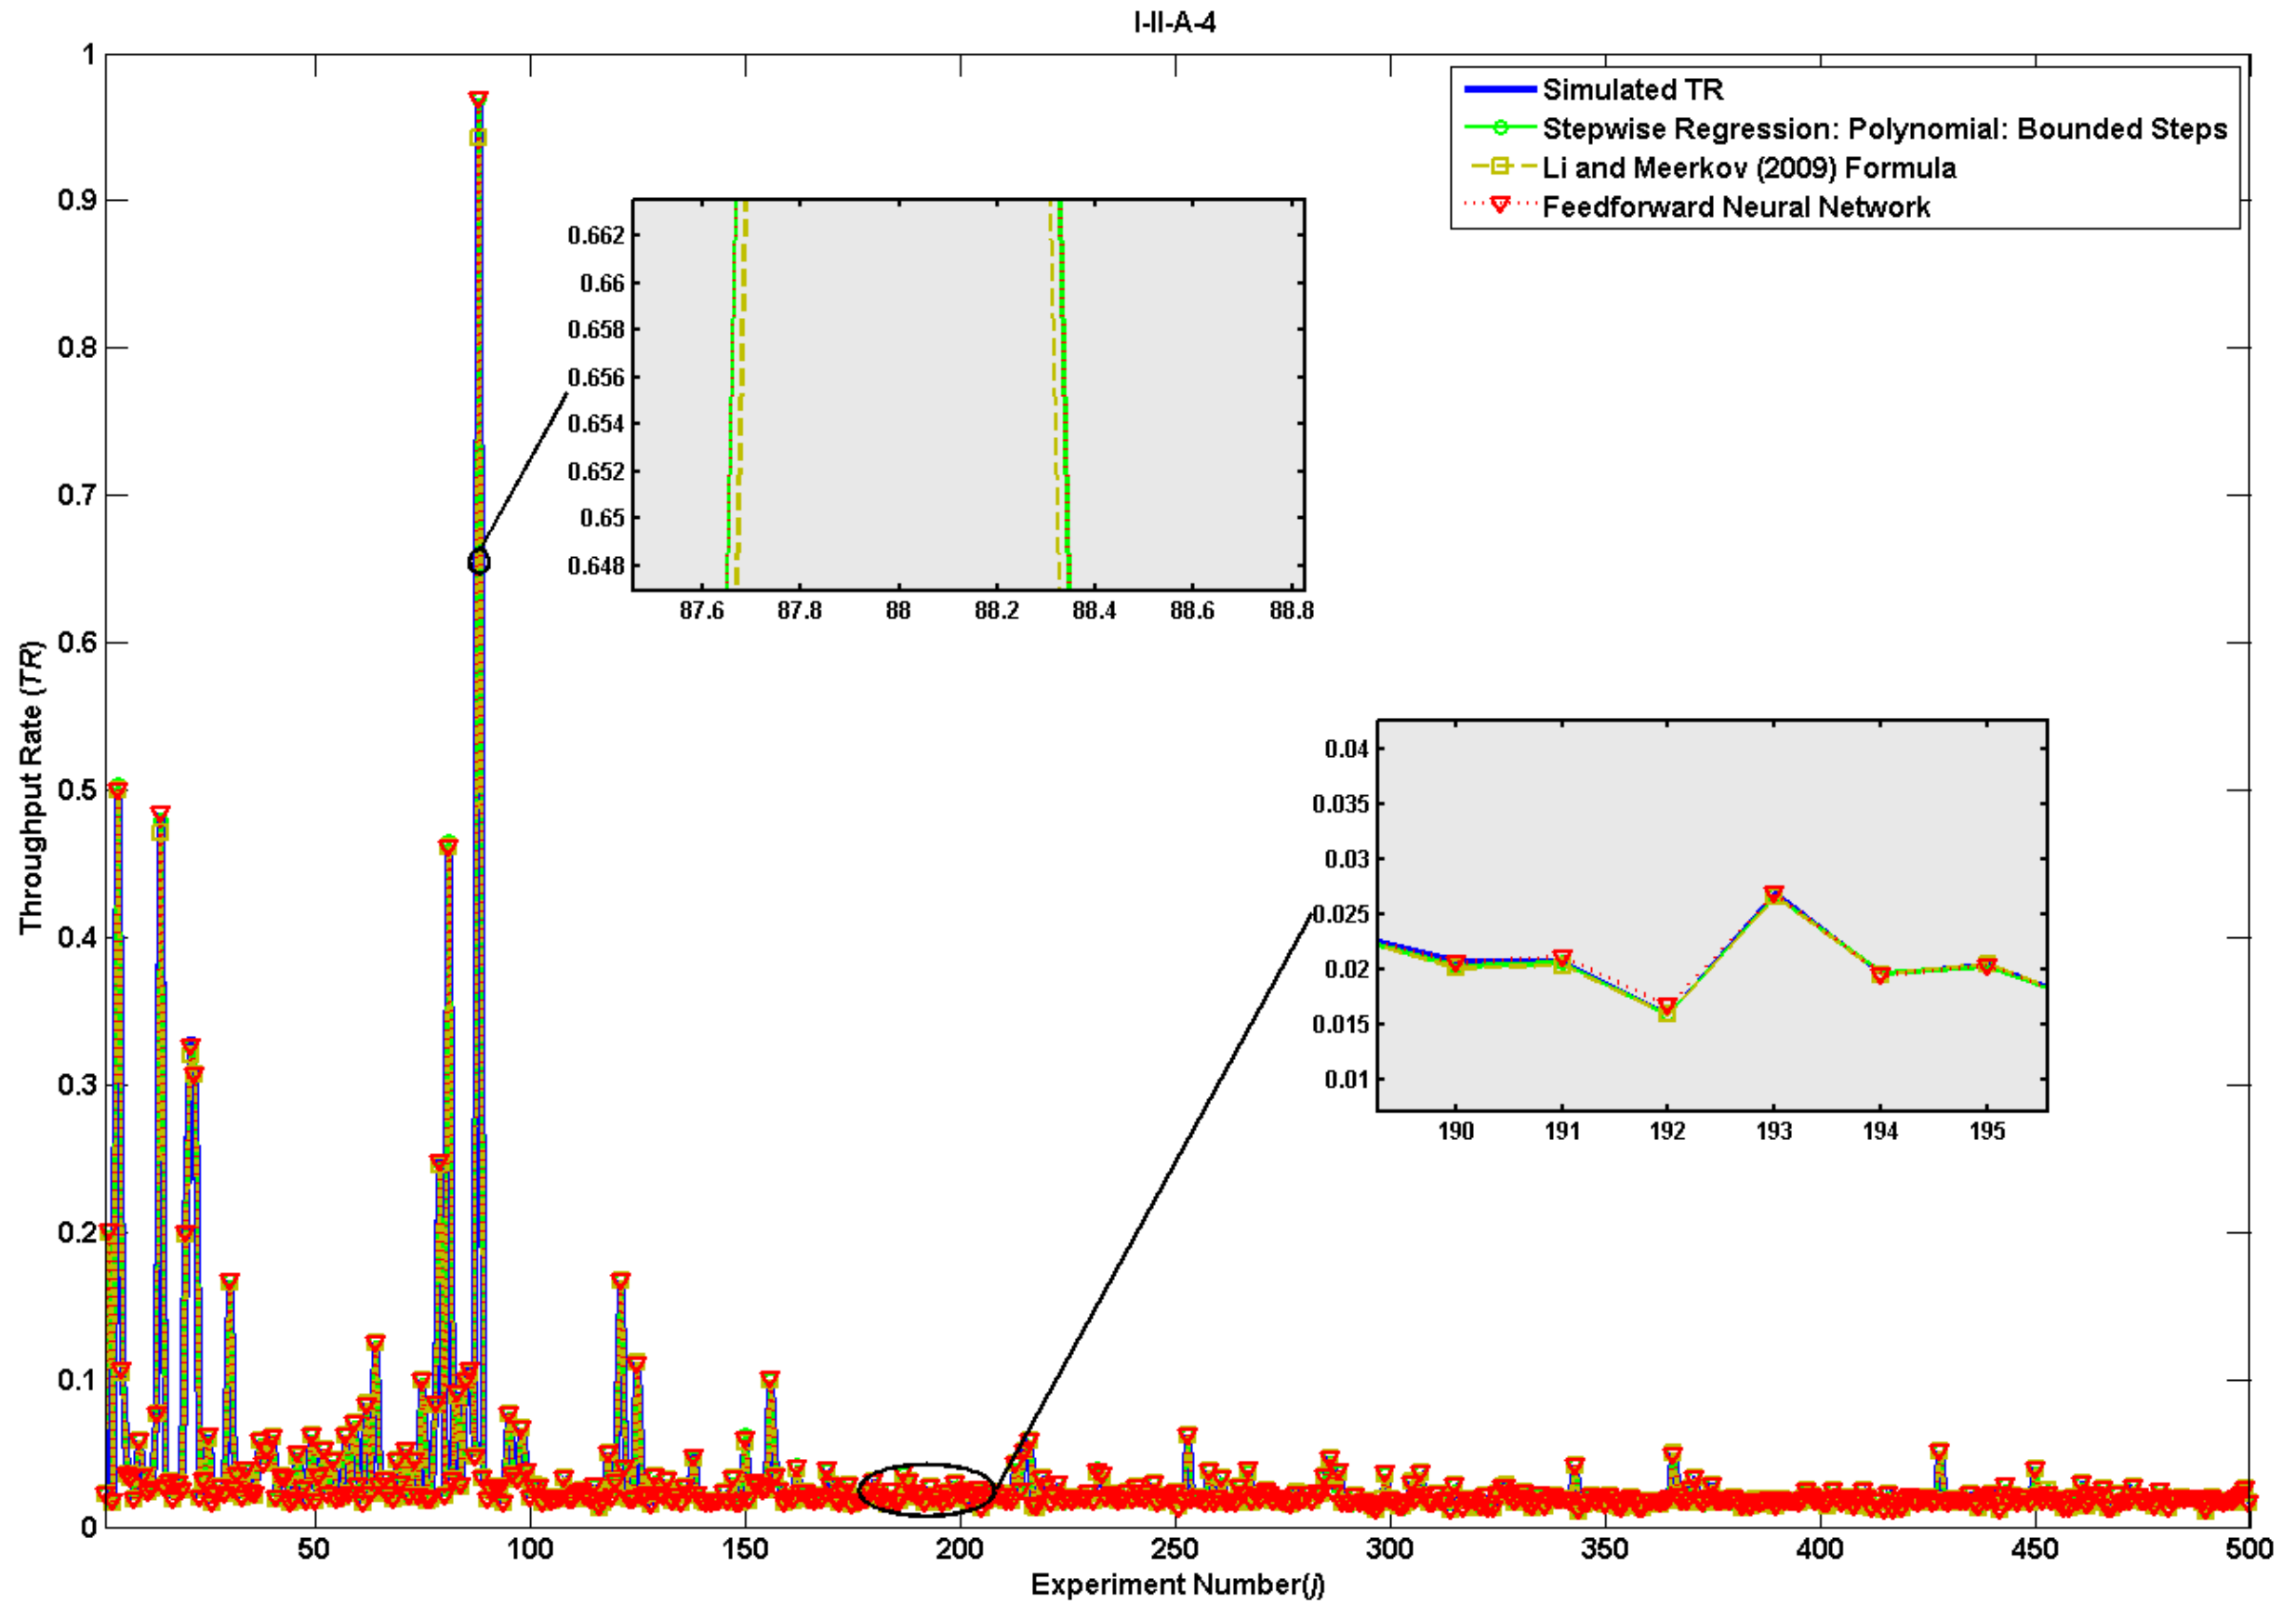 I-II-A-4
Simulated TR
Stepwise Regression: Polynomial: Bounded Steps
Li and Meerkov (2009) Formula
Feedforward Neural Network
Throughput Rate (TR)
1
0.9
0.8
0.7
0.6
0.5
0.4
0.3
0.2
0.1
0
0.662
0.66
0.658
0.656
0.654
0.652
0.65
0.648
87.6 87.8 88 88.2 88.4 88.6 88.8
0.04
0.035
0.03
0.025
0.02
0.015
0.01
190 191 192 193 194 195
50 100 150 200 250 300 350 400 450 500
Experiment Number(j)